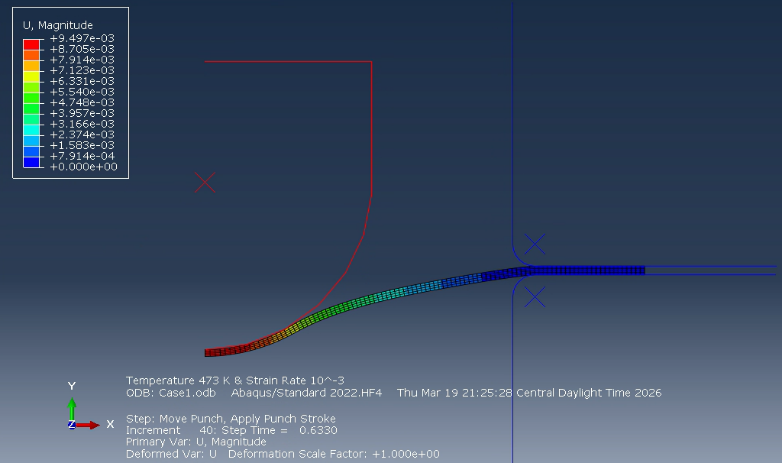 U, Magnitude
+9.497e-03
+8.705e-03
+7.914e-03
+7.123e-03
+6.331e-03
+5.540e-03
+4.748e-03
+3.957e-03
+3.166e-03
+2.374e-03
+1.583e-03
+7.914e-04
+0.000e+00
Y
Z
X
Temperature 473 K & Strain Rate 10^-3
ODB: Case1.odb    Abaqus/Standard 2022.HF4    Thu Mar 19 21:25:28 Central Daylight Time 2026
Step: Move Punch, Apply Punch Stroke
Increment    40: Step Time =    0.6330
Primary Var: U, Magnitude
Deformed Var: U    Deformation Scale Factor: +1.000e+00